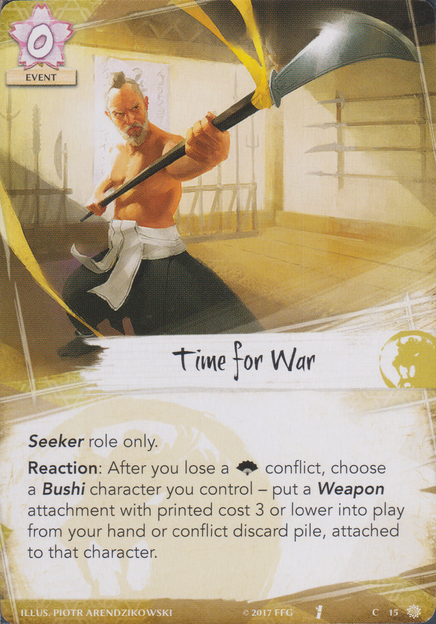 0
EVENT
Time for War
Seeker role only.
Reaction: After you lose a conflict, choose
a Bushi character you control – put a Weapon
attachment with printed cost 3 or lower into play
from your hand or conflict discard pile, attached
to that character.
ILLUS. PIOTR ARENDZIKOWSKI © 2017 FFG C 15